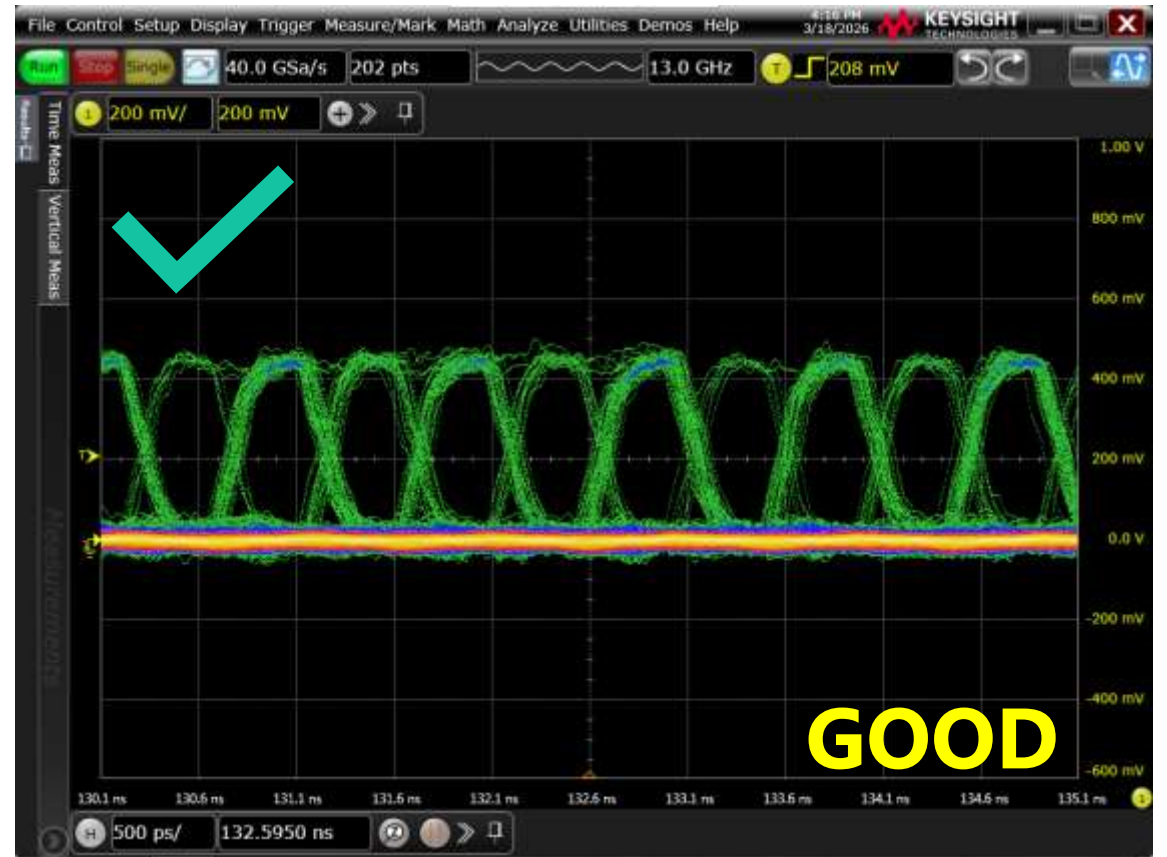 File Control Setup Display Trigger Measure/Mark Math Analyze Utilities Demos Help
4:16 PM
3/18/2026
KEYSIGHT
TECHNOLOGIES
Run Stop Single 40.0 GSa/s 202 pts 13.0 GHz T 208 mV
1 200 mV/ 200 mV
Time Meas
Vertical Meas
Measurements
1.00 V
800 mV
600 mV
400 mV
200 mV
0.0 V
-200 mV
-400 mV
-600 mV
T
GOOD
130.1 ns 130.6 ns 131.1 ns 131.6 ns 132.1 ns 132.6 ns 133.1 ns 133.6 ns 134.1 ns 134.6 ns 135.1 ns 1
H 500 ps/ 132.5950 ns